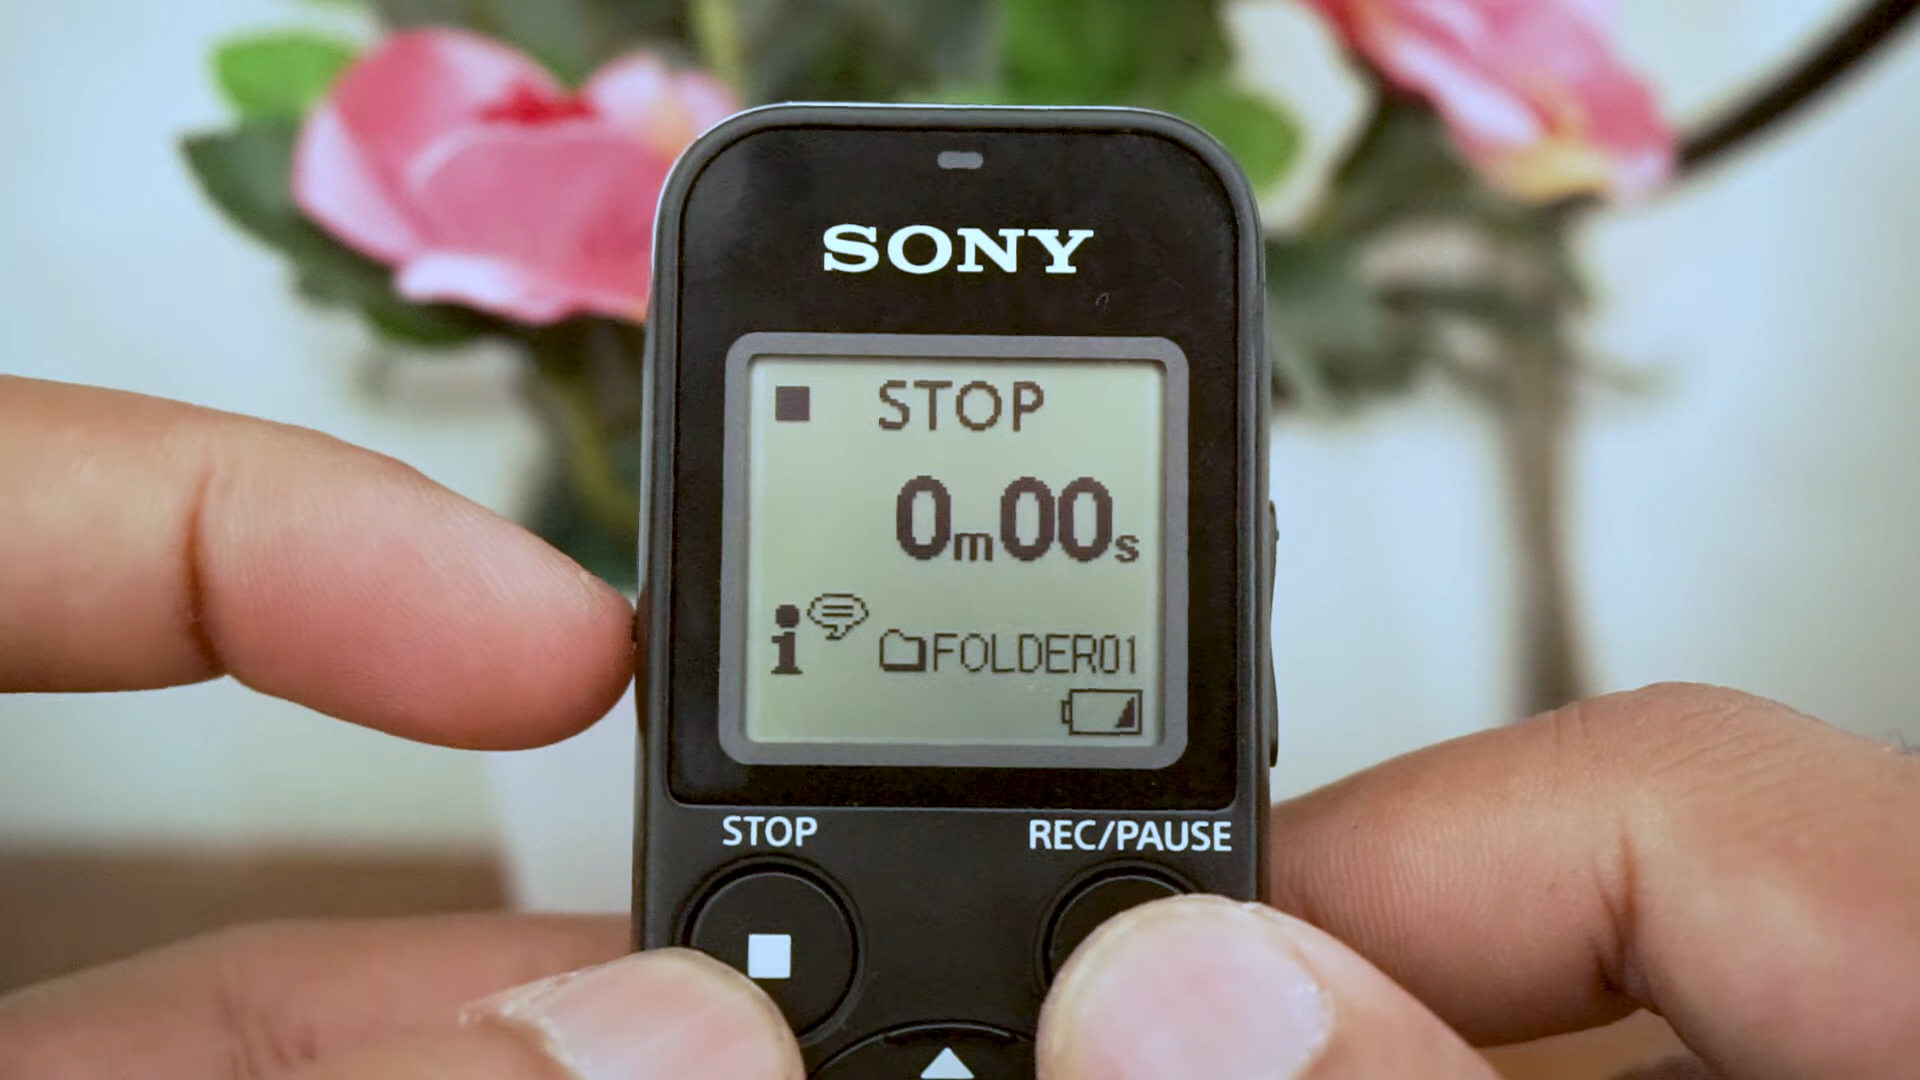 SONY
STOP
0m00s
i
FOLDER01
STOP
REC/PAUSE